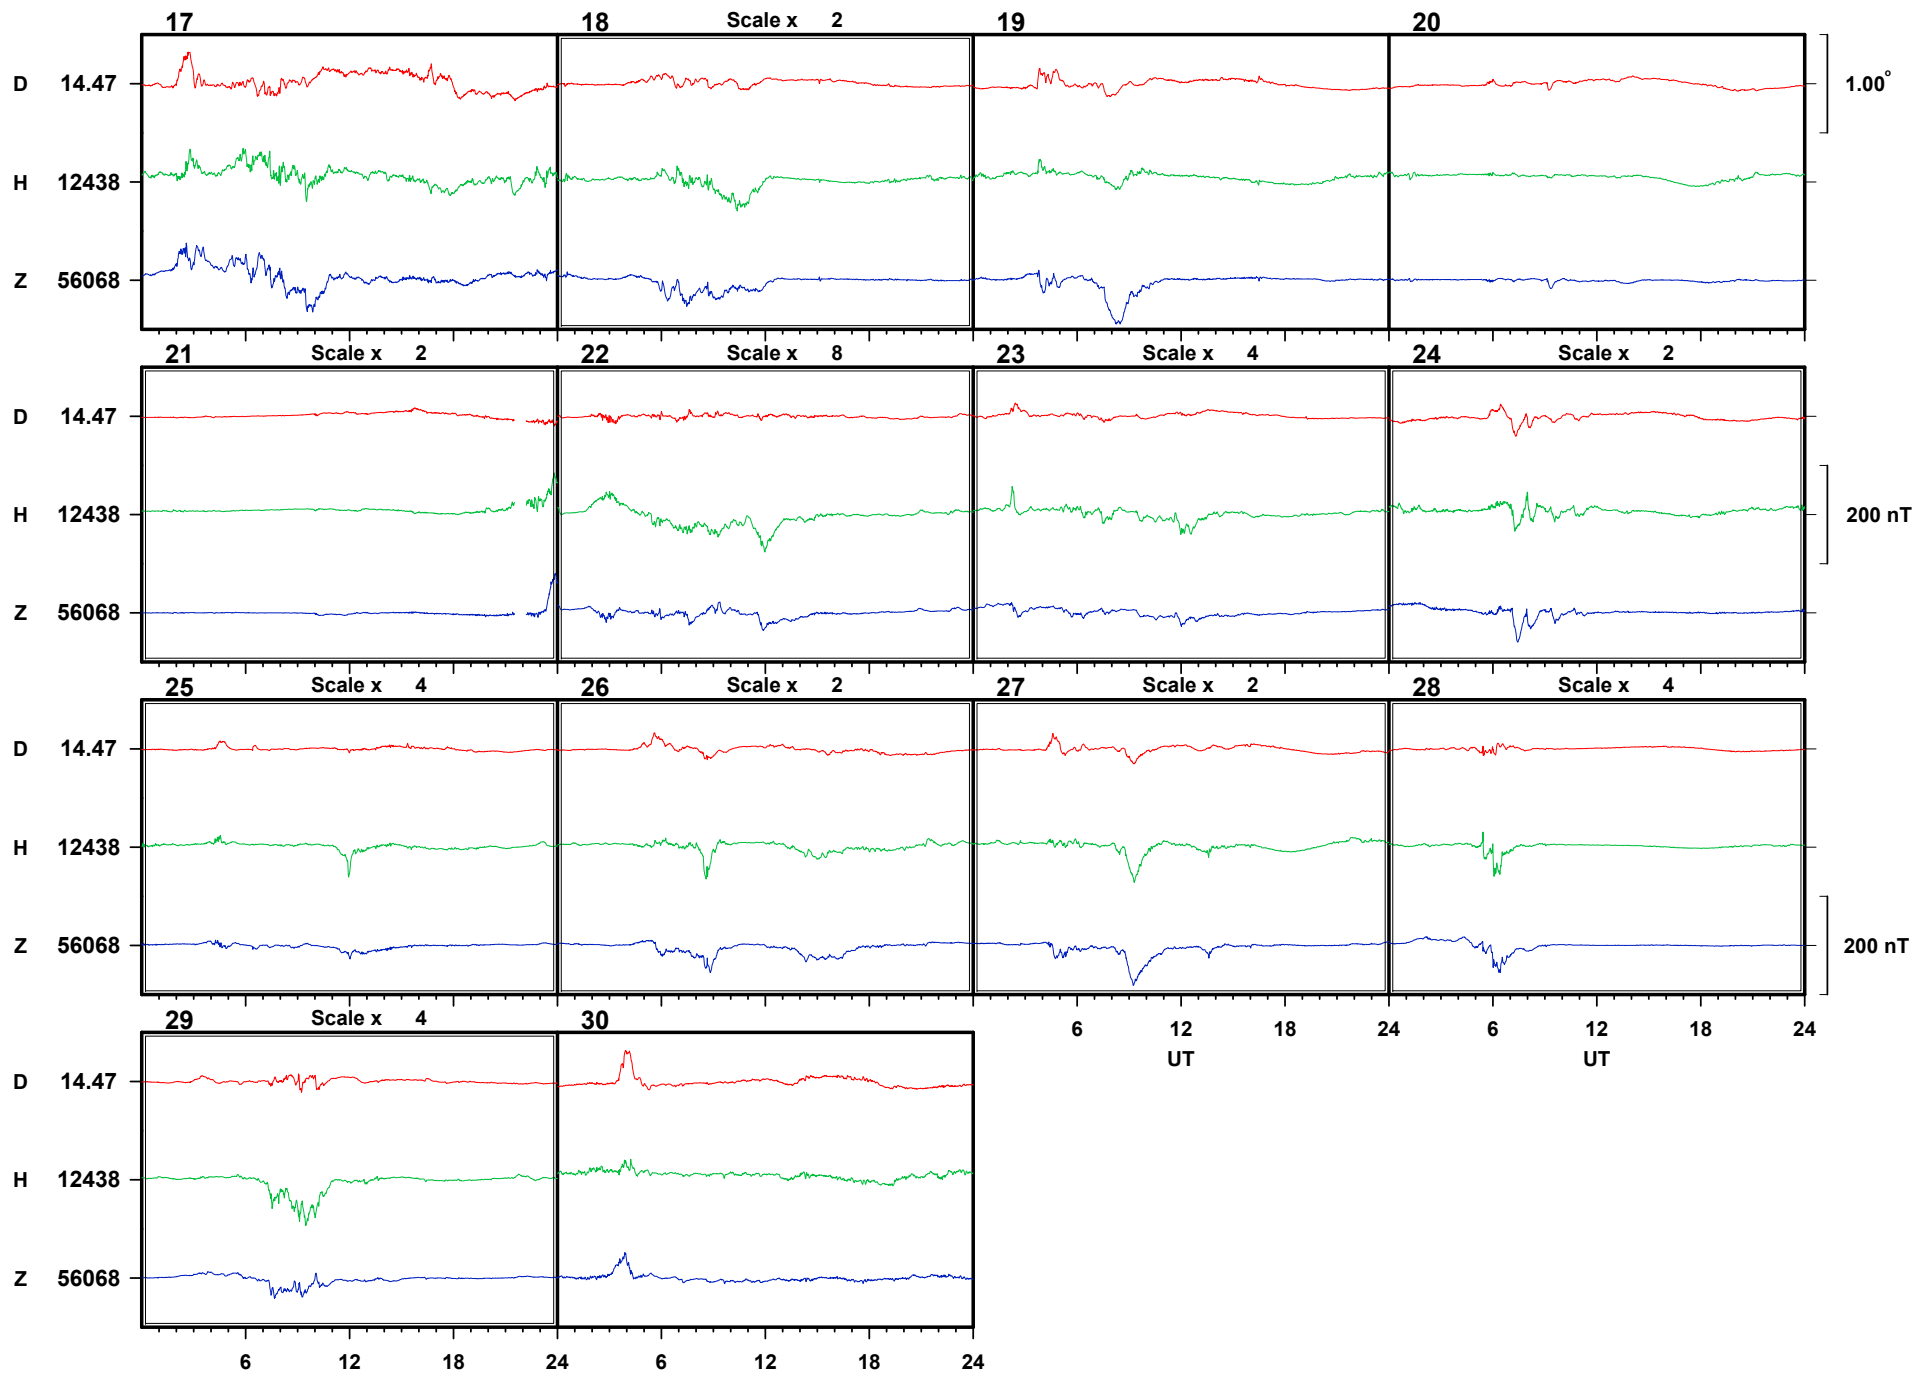 17 18 Scale x 2 19 20
D 14.47 1.00°
H 12438
Z 56068
21 Scale x 2 22 Scale x 8 23 Scale x 4 24 Scale x 2
D 14.47
H 12438 200 nT
Z 56068
25 Scale x 4 26 Scale x 2 27 Scale x 2 28 Scale x 4
D 14.47
H 12438
Z 56068 200 nT
29 Scale x 4 30 6 12 18 24 6 12 18 24
UT UT
D 14.47
H 12438
Z 56068
6 12 18 24 6 12 18 24